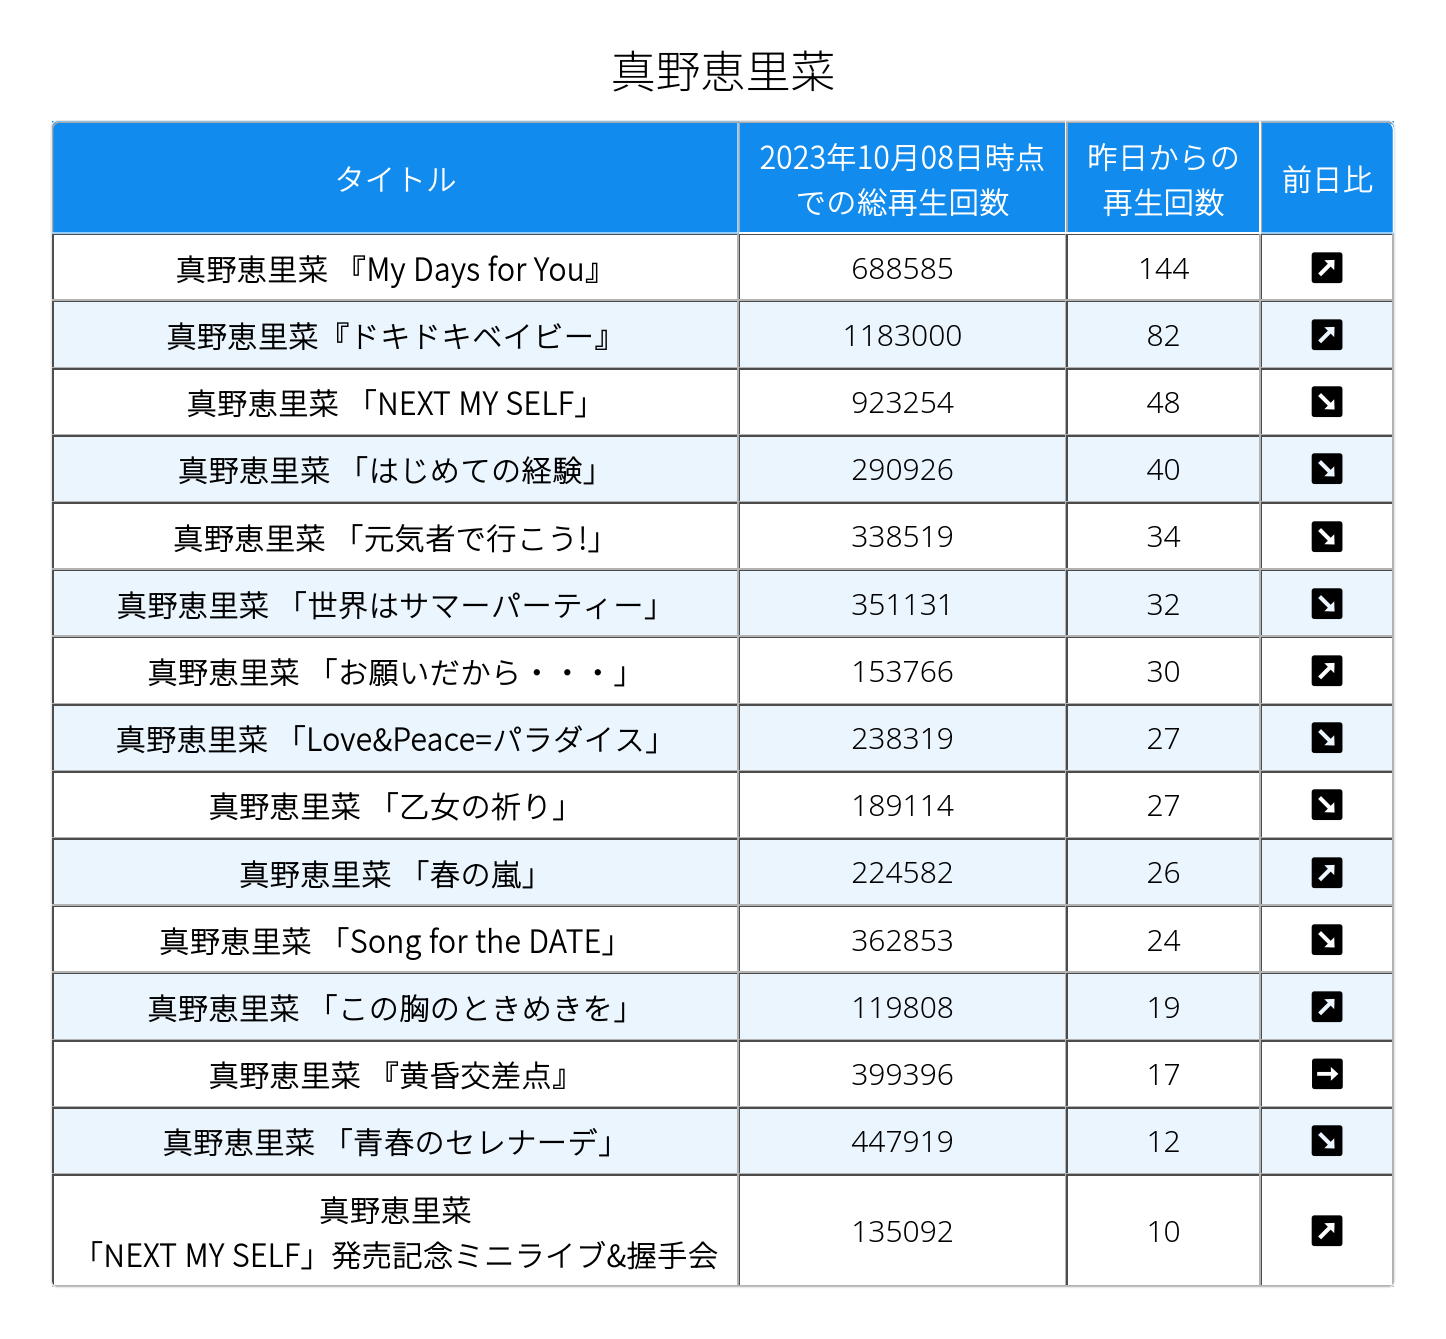 真野恵里菜
タイトル 2023年10月08日時点 での総再生回数 昨日からの 再生回数 前日比
真野恵里菜 『My Days for You』 688585 144 ↗
真野恵里菜『ドキドキベイビー』 1183000 82 ↗
真野恵里菜 「NEXT MY SELF」 923254 48 ↘
真野恵里菜 「はじめての経験」 290926 40 ↘
真野恵里菜 「元気者で行こう!」 338519 34 ↘
真野恵里菜 「世界はサマーパーティー」 351131 32 ↘
真野恵里菜 「お願いだから・・・」 153766 30 ↗
真野恵里菜 「Love&Peace=パラダイス」 238319 27 ↘
真野恵里菜 「乙女の祈り」 189114 27 ↘
真野恵里菜 「春の嵐」 224582 26 ↗
真野恵里菜 「Song for the DATE」 362853 24 ↘
真野恵里菜 「この胸のときめきを」 119808 19 ↗
真野恵里菜 『黄昏交差点』 399396 17 →
真野恵里菜 「青春のセレナーデ」 447919 12 ↘
真野恵里菜
「NEXT MY SELF」発売記念ミニライブ&握手会 135092 10 ↗